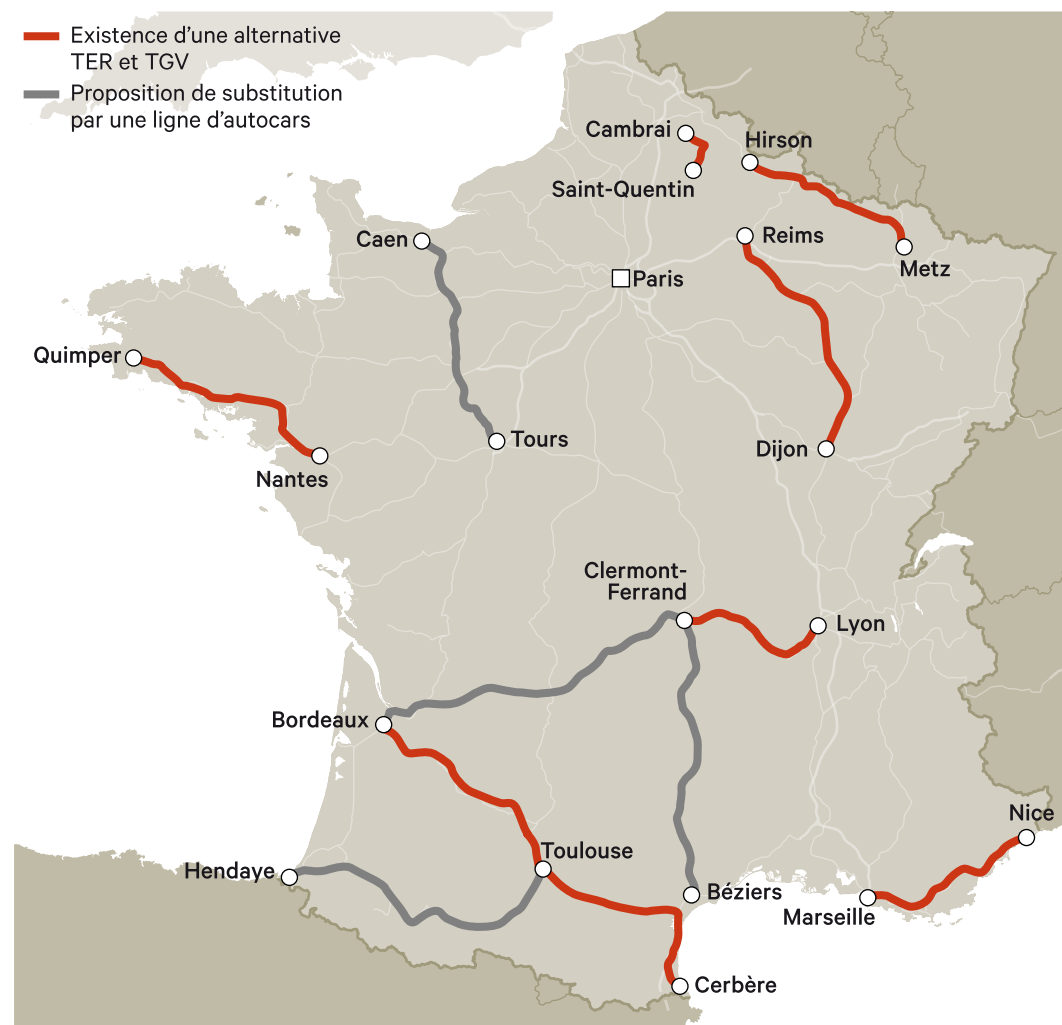 Existence d'une alternative
TER et TGV
Proposition de substitution
par une ligne d'autocars
Cambrai
Hirson
Saint-Quentin
Reims
Caen
Metz
Paris
Quimper
Tours
Dijon
Nantes
Clermont-
Ferrand
Lyon
Bordeaux
Nice
Toulouse
Hendaye
Béziers
Marseille
Cerbère